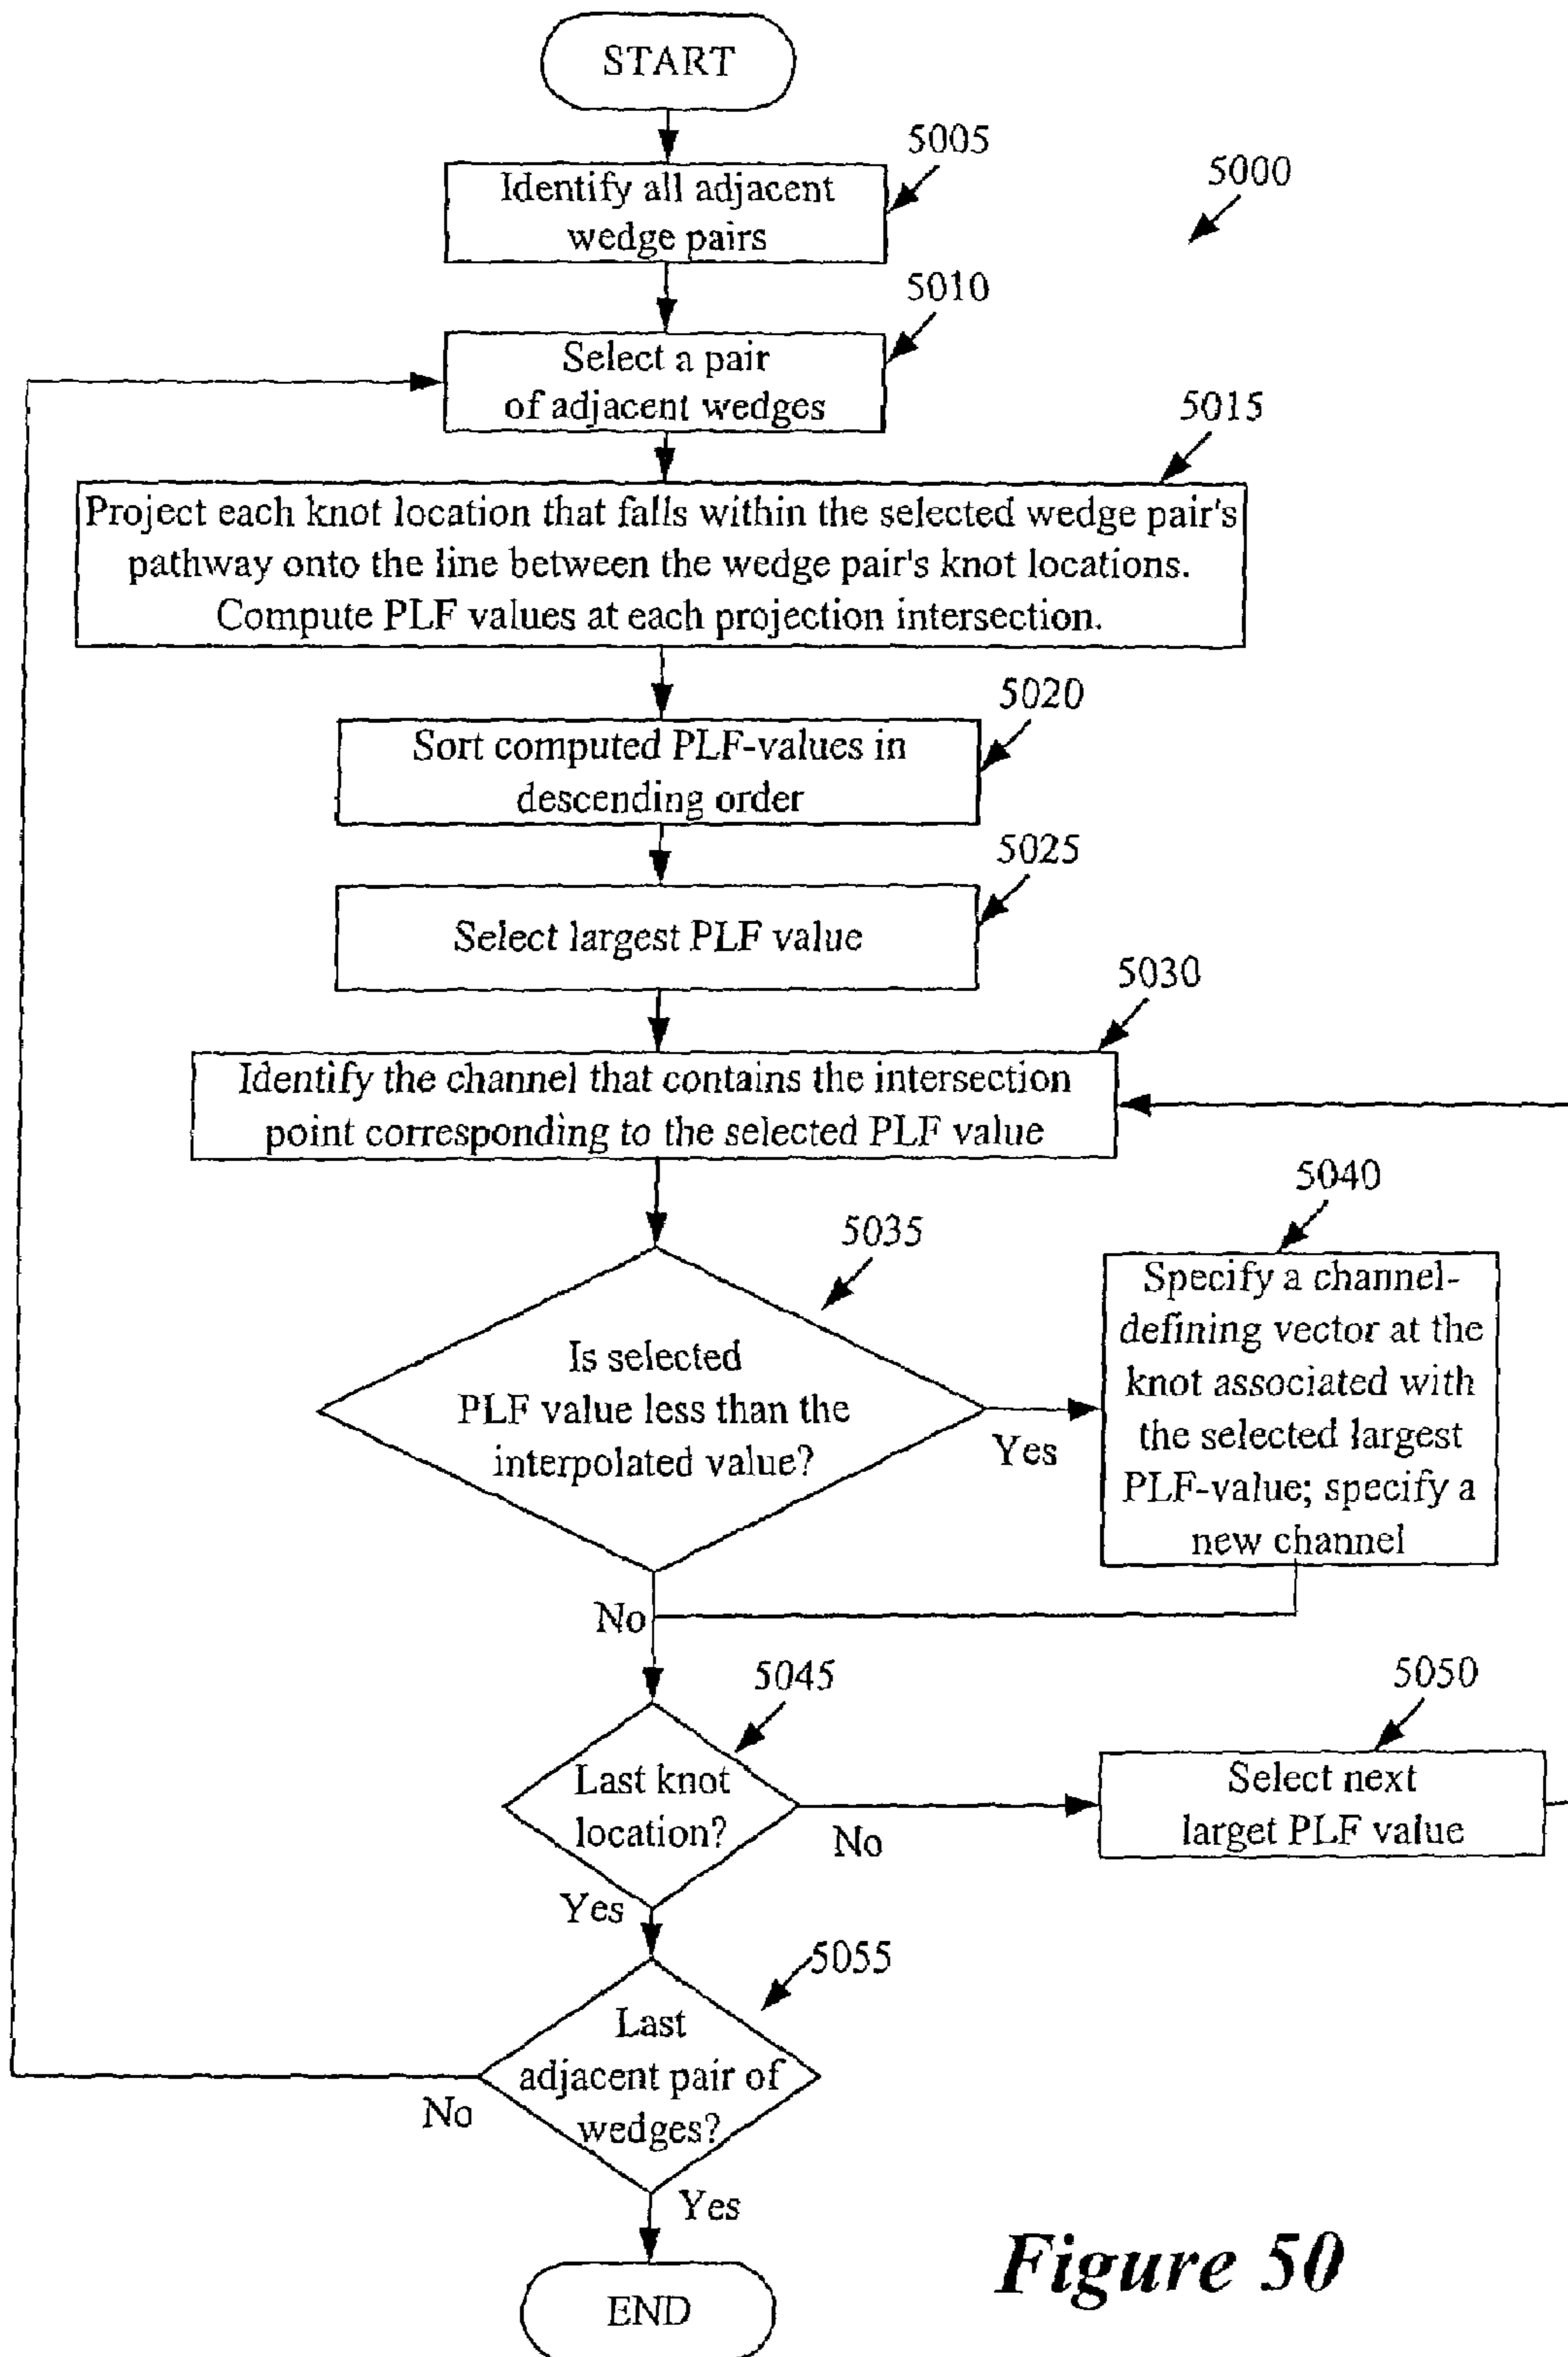 START
5005
Identify all adjacent
wedge pairs
5000
5010
Select a pair
of adjacent wedges
5015
Project each knot location that falls within the selected wedge pair's
pathway onto the line between the wedge pair's knot locations.
Compute PLF values at each projection intersection.
5020
Sort computed PLF-values in
descending order
5025
Select largest PLF value
5030
Identify the channel that contains the intersection
point corresponding to the selected PLF value
5035
Is selected
PLF value less than the
interpolated value?
Yes
5040
Specify a channel-
defining vector at the
knot associated with
the selected largest
PLF-value; specify a
new channel
No
5045
Last knot
location?
No
5050
Select next
larget PLF value
Yes
5055
Last
adjacent pair of
wedges?
No
Yes
END
Figure 50